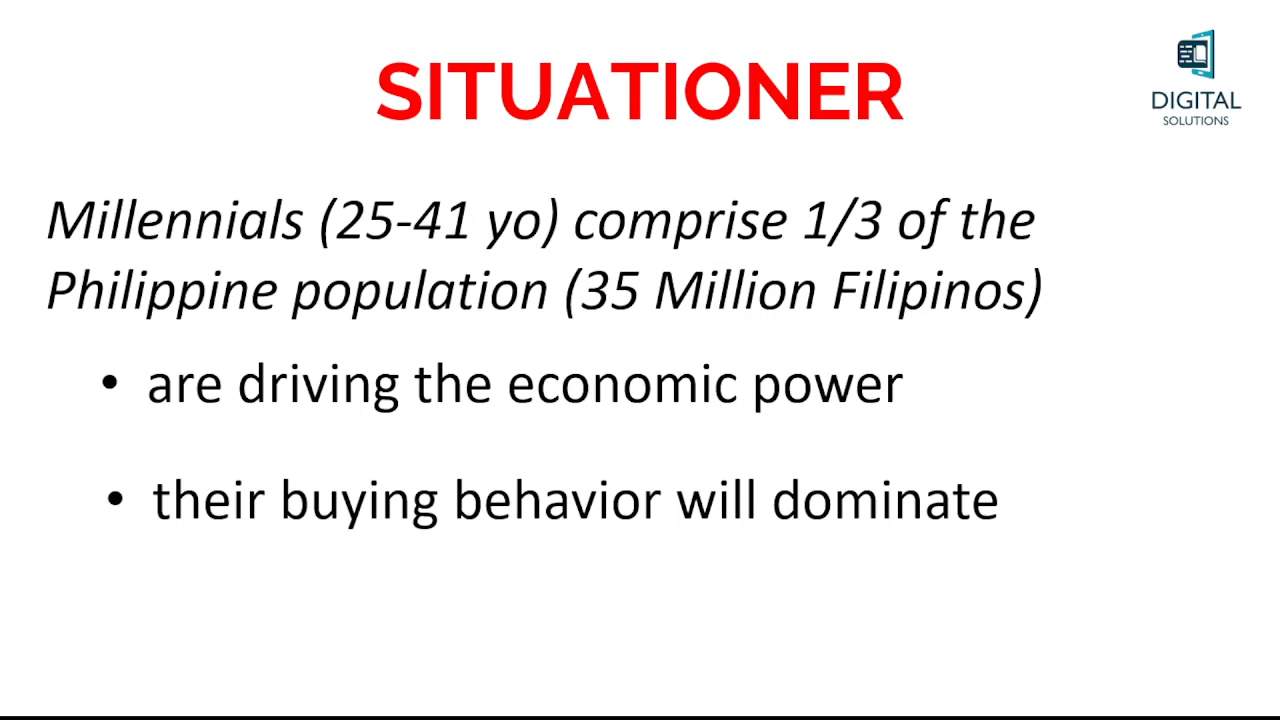 SITUATIONER
DIGITAL
SOLUTIONS
Millennials (25-41 yo) comprise 1/3 of the
Philippine population (35 Million Filipinos)
• are driving the economic power
• their buying behavior will dominate